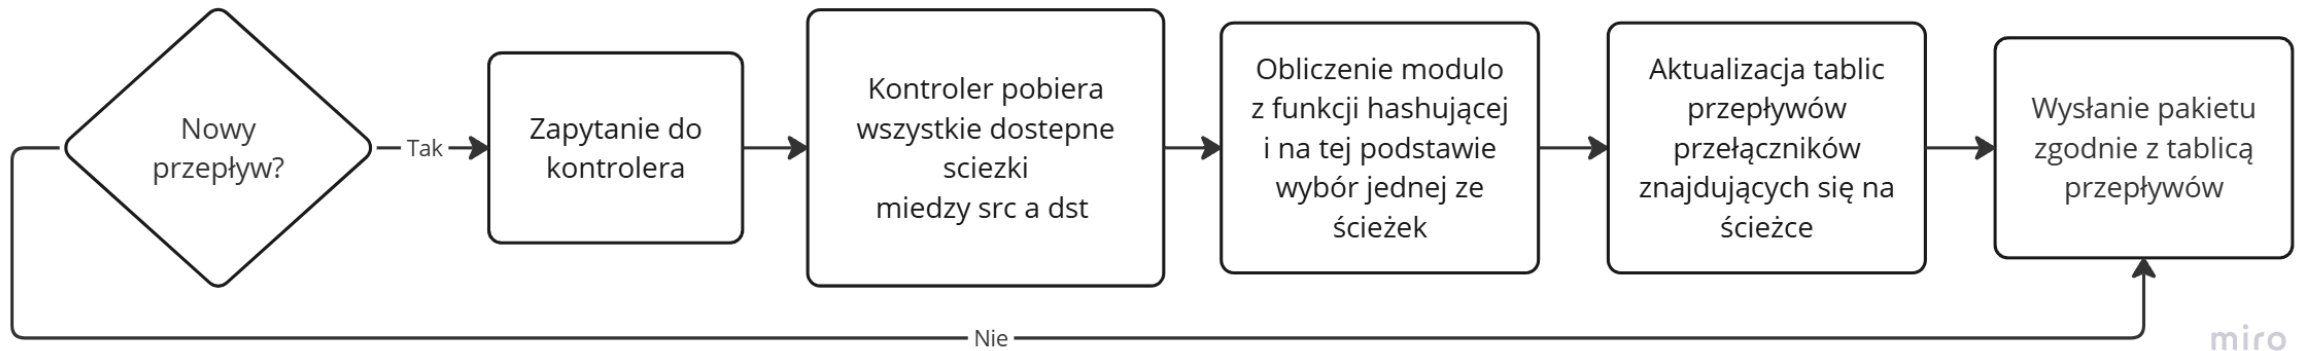 Nowy
przepływ?
Tak
Zapytanie do
kontrolera
Kontroler pobiera
wszystkie dostepne
sciezki
miedzy src a dst
Obliczenie modulo
z funkcji hashującej
i na tej podstawie
wybór jednej ze
ścieżek
Aktualizacja tablic
przepływów
przełączników
znajdujących się na
ścieżce
Wysłanie pakietu
zgodnie z tablicą
przepływów
Nie
miro